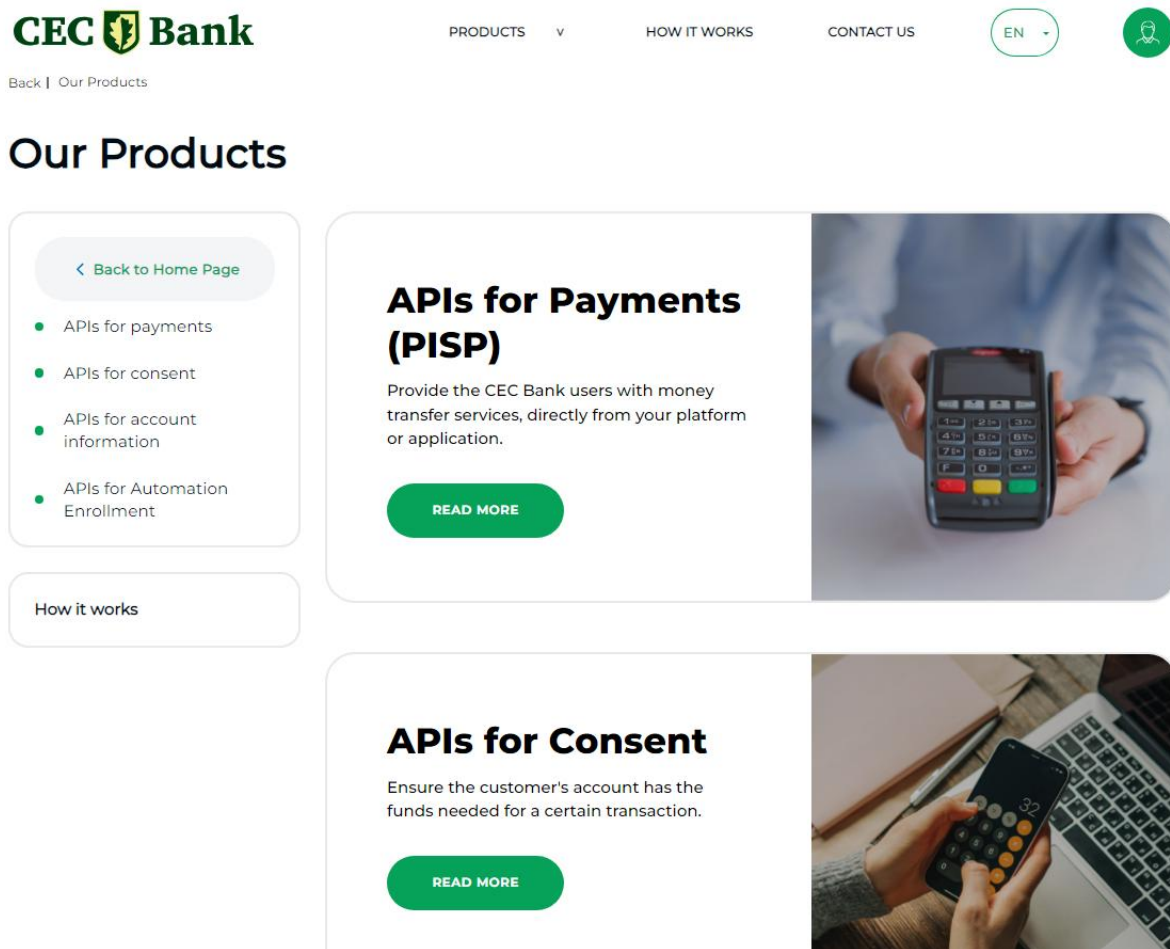 CEC Bank
PRODUCTS v
HOW IT WORKS
CONTACT US
EN
Back | Our Products
Our Products
Back to Home Page
APIs for payments
APIs for consent
APIs for account
information
APIs for Automation
Enrollment
How it works
APIs for Payments
(PISP)
Provide the CEC Bank users with money
transfer services, directly from your platform
or application.
READ MORE
APIs for Consent
Ensure the customer's account has the
funds needed for a certain transaction.
READ MORE
32